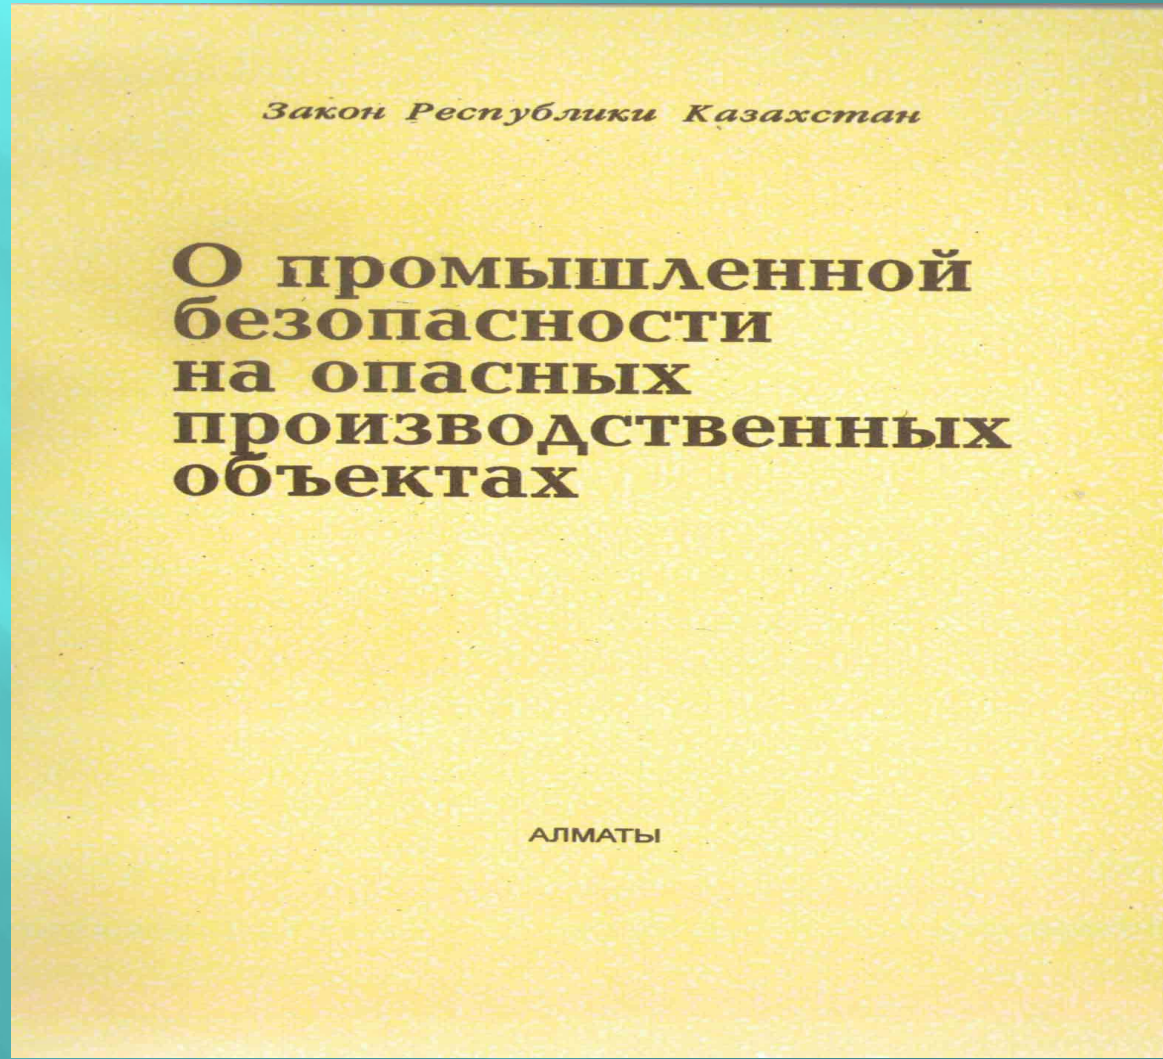 Закон Республики Казахстан
О промышленной
безопасности
на опасных
производственных
объектах
АЛМАТЫ